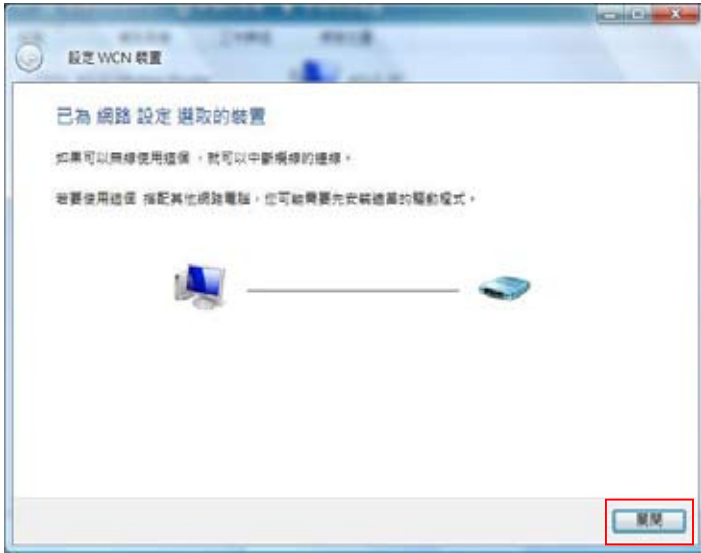 設定 WCN 裝置
已為 網路 設定 選取的裝置
如果可以無線使用這個 ，就可以中斷纜線的連線。
若要使用這個 搭配其他網路電腦，您可能需要先安裝適當的驅動程式。